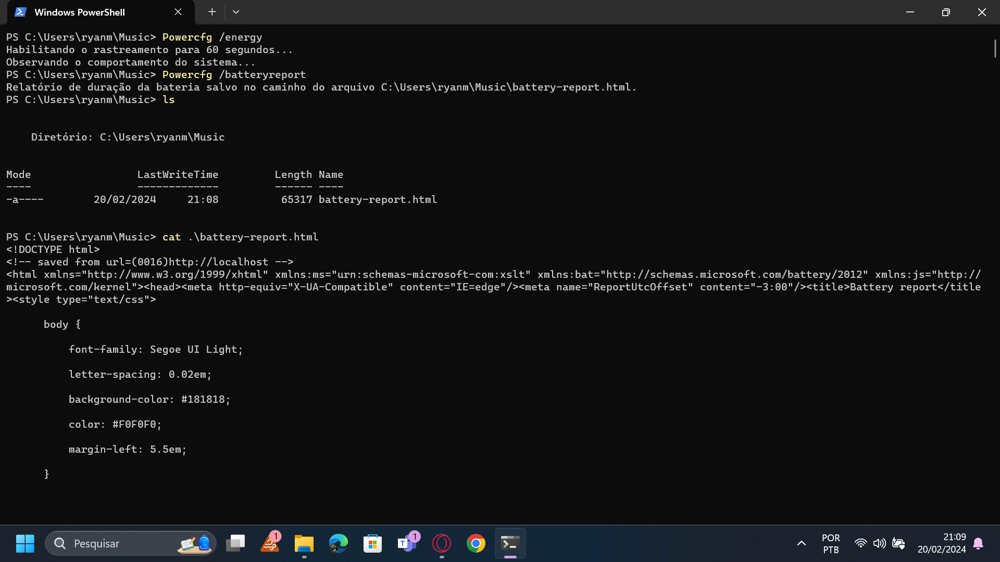 Windows PowerShell
PS C:\Users\ryanm\Music> Powercfg /energy
Habilitando o rastreamento para 60 segundos...
Observando o comportamento do sistema...
PS C:\Users\ryanm\Music> Powercfg /batteryreport
Relatório de duração da bateria salvo no caminho do arquivo C:\Users\ryanm\Music\battery-report.html.
PS C:\Users\ryanm\Music> ls
Diretório: C:\Users\ryanm\Music
Mode                 LastWriteTime         Length Name
----                 -------------         ------ ----
-a----        20/02/2024     21:08          65317 battery-report.html
PS C:\Users\ryanm\Music> cat .\battery-report.html
<!DOCTYPE html>
<!-- saved from url=(0016)http://localhost -->
<html xmlns="http://www.w3.org/1999/xhtml" xmlns:ms="urn:schemas-microsoft-com:xslt" xmlns:bat="http://schemas.microsoft.com/battery/2012" xmlns:js="http://
microsoft.com/kernel"><head><meta http-equiv="X-UA-Compatible" content="IE=edge"/><meta name="ReportUtcOffset" content="-3:00"/><title>Battery report</title
><style type="text/css">
body {
font-family: Segoe UI Light;
letter-spacing: 0.02em;
background-color: #181818;
color: #F0F0F0;
margin-left: 5.5em;
}
Pesquisar
1
T 1
POR
PTB
21:09
20/02/2024